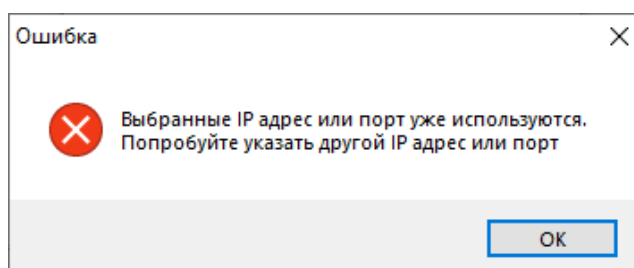 Ошибка
Выбранные IP адрес или порт уже используются.
Попробуйте указать другой IP адрес или порт
OK